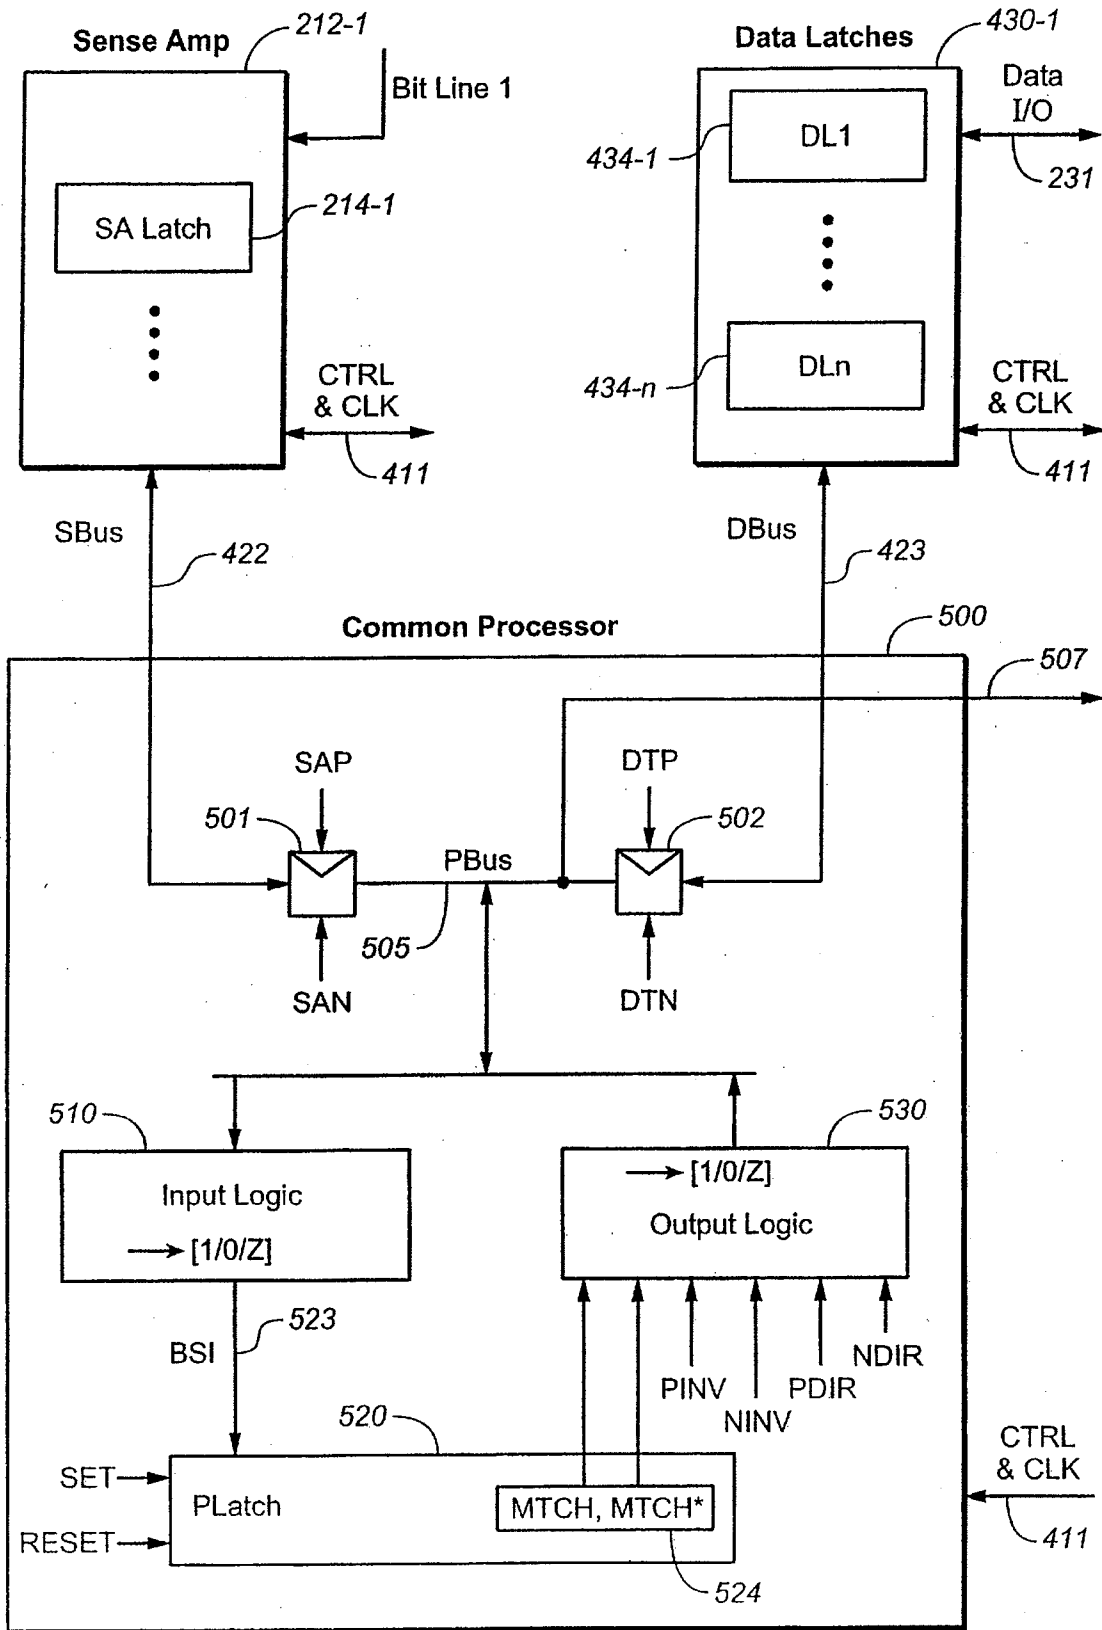 Sense Amp
212-1
Bit Line 1
SA Latch
214-1
CTRL
& CLK
411
Data Latches
430-1
Data
I/O
231
DL1
434-1
DLn
434-n
CTRL
& CLK
411
SBus
422
DBus
423
Common Processor
500
507
SAP
501
SAN
PBus
505
DTP
502
DTN
510
Input Logic
[1/0/Z]
530
[1/0/Z]
Output Logic
BSI
523
PINV
NINV
PDIR
NDIR
520
SET
RESET
PLatch
MTCH, MTCH*
524
CTRL
& CLK
411